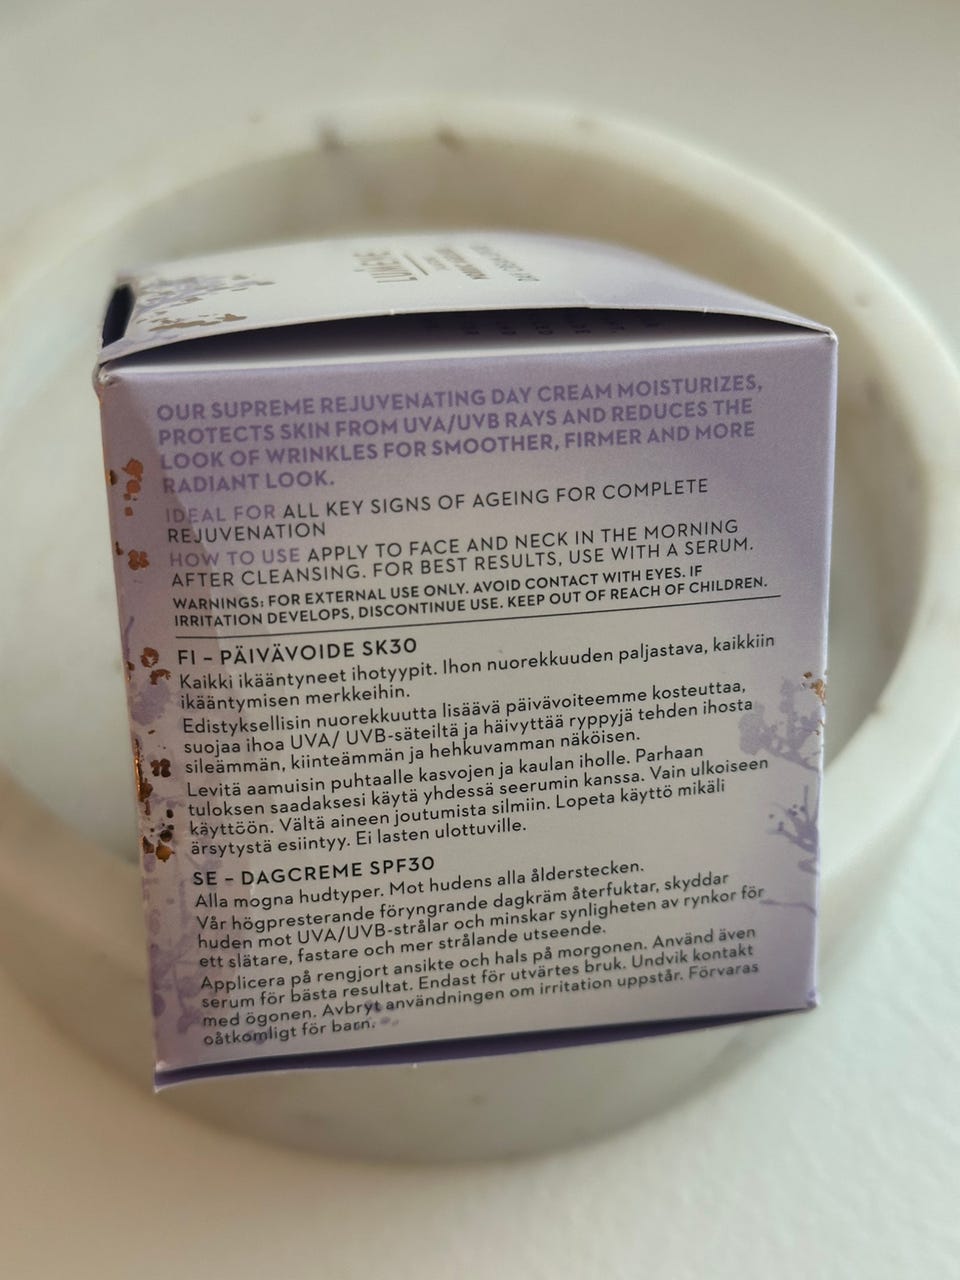 LUMENE
OUR SUPREME REJUVENATING DAY CREAM MOISTURIZES,
PROTECTS SKIN FROM UVA/UVB RAYS AND REDUCES THE
LOOK OF WRINKLES FOR SMOOTHER, FIRMER AND MORE
RADIANT LOOK.
IDEAL FOR ALL KEY SIGNS OF AGEING FOR COMPLETE
REJUVENATION
HOW TO USE APPLY TO FACE AND NECK IN THE MORNING
AFTER CLEANSING. FOR BEST RESULTS, USE WITH A SERUM.
WARNINGS: FOR EXTERNAL USE ONLY. AVOID CONTACT WITH EYES. IF
IRRITATION DEVELOPS, DISCONTINUE USE. KEEP OUT OF REACH OF CHILDREN.
FI – PÄIVÄVOIDE SK30
Kaikki ikääntyneet ihotyypit. Ihon nuorekkuuden paljastava, kaikkiin
ikääntymisen merkkeihin.
Edistyksellisin nuorekkuutta lisäävä päivävoiteemme kosteuttaa,
suojaa ihoa UVA/ UVB-säteiltä ja häivyttää ryppyjä tehden ihosta
sileämmän, kiinteämmän ja hehkuvamman näköisen.
Levitä aamuisin puhtaalle kasvojen ja kaulan iholle. Parhaan
tuloksen saadaksesi käytä yhdessä seerumin kanssa. Vain ulkoiseen
käyttöön. Vältä aineen joutumista silmiin. Lopeta käyttö mikäli
ärsytystä esiintyy. Ei lasten ulottuville.
SE – DAGCREME SPF30
Alla mogna hudtyper. Mot hudens alla ålderstecken.
Vår högpresterande föryngrande dagkräm återfuktar, skyddar
huden mot UVA/UVB-strålar och minskar synligheten av rynkor för
ett slätare, fastare och mer strålande utseende.
Applicera på rengjort ansikte och hals på morgonen. Använd även
serum för bästa resultat. Endast för utvärtes bruk. Undvik kontakt
med ögonen. Avbryt användningen om irritation uppstår. Förvaras
oåtkomligt för barn.